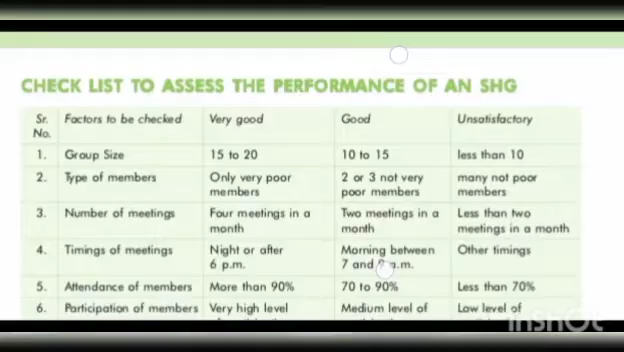 CHECK LIST TO ASSESS THE PERFORMANCE OF AN SHG
Sr. No. Factors to be checked Very good Good Unsatisfactory
1. Group Size 15 to 20 10 to 15 less than 10
2. Type of members Only very poor members 2 or 3 not very poor members many not poor members
3. Number of meetings Four meetings in a month Two meetings in a month Less than two meetings in a month
4. Timings of meetings Night or after 6 p.m. Morning between 7 and a.m. Other timings
5. Attendance of members More than 90% 70 to 90% Less than 70%
6. Participation of members Very high level Medium level of Low level of
InShOt